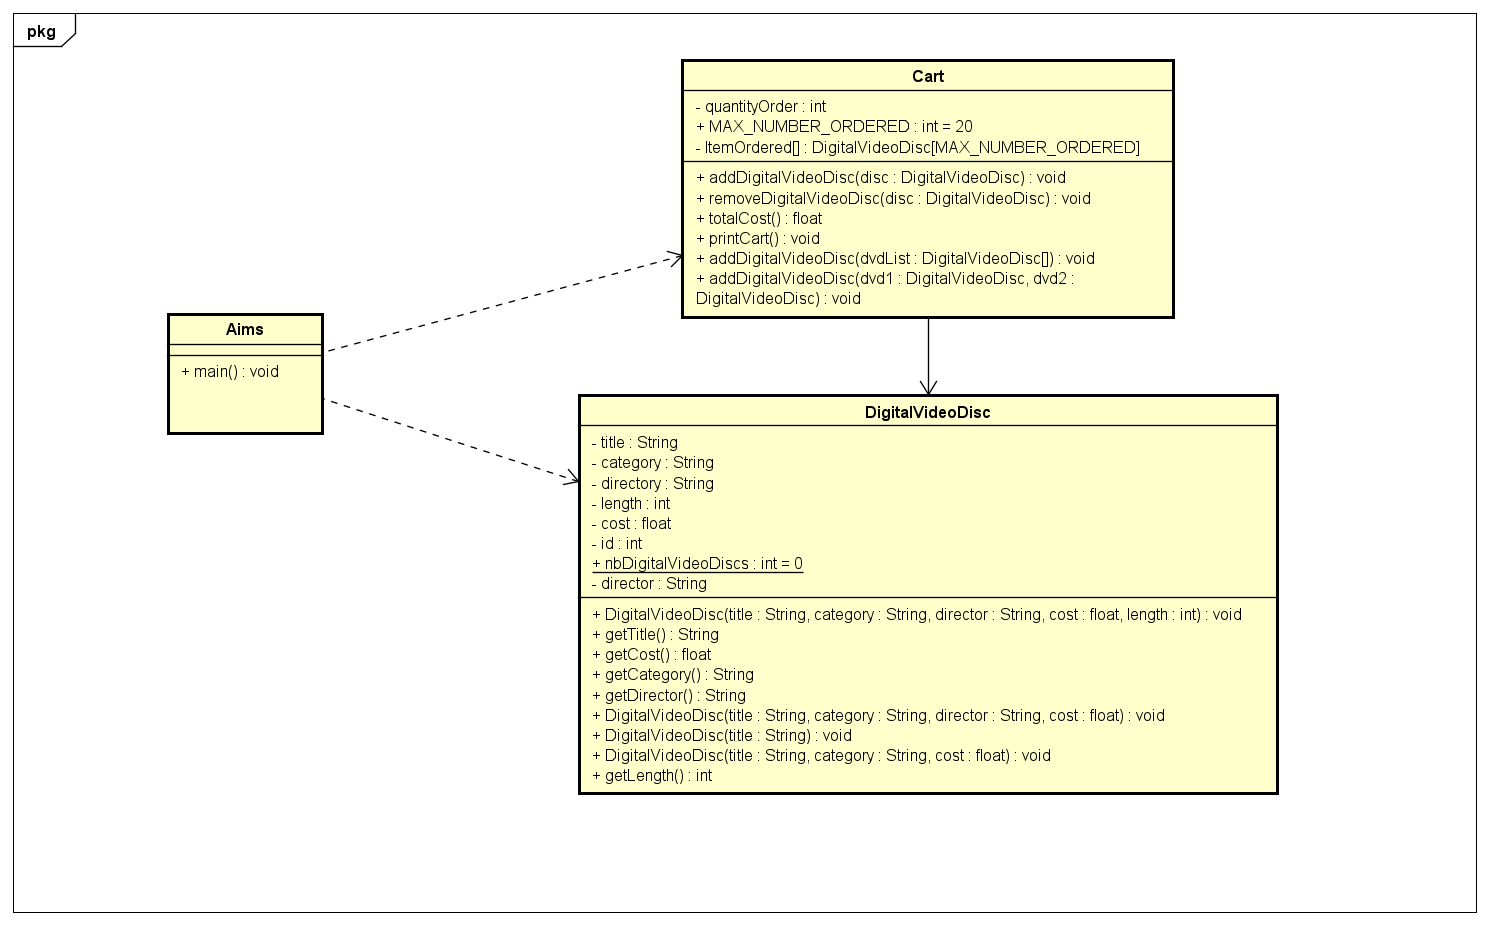 pkg
Cart
- quantityOrder : int
+ MAX_NUMBER_ORDERED : int = 20
- ItemOrdered[] : DigitalVideoDisc[MAX_NUMBER_ORDERED]
+ addDigitalVideoDisc(disc : DigitalVideoDisc) : void
+ removeDigitalVideoDisc(disc : DigitalVideoDisc) : void
+ totalCost() : float
+ printCart() : void
+ addDigitalVideoDisc(dvdList : DigitalVideoDisc[]) : void
+ addDigitalVideoDisc(dvd1 : DigitalVideoDisc, dvd2 :
DigitalVideoDisc) : void
Aims
+ main() : void
DigitalVideoDisc
- title : String
- category : String
- directory : String
- length : int
- cost : float
- id : int
+ nbDigitalVideoDiscs : int = 0
- director : String
+ DigitalVideoDisc(title : String, category : String, director : String, cost : float, length : int) : void
+ getTitle() : String
+ getCost() : float
+ getCategory() : String
+ getDirector() : String
+ DigitalVideoDisc(title : String, category : String, director : String, cost : float) : void
+ DigitalVideoDisc(title : String) : void
+ DigitalVideoDisc(title : String, category : String, cost : float) : void
+ getLength() : int